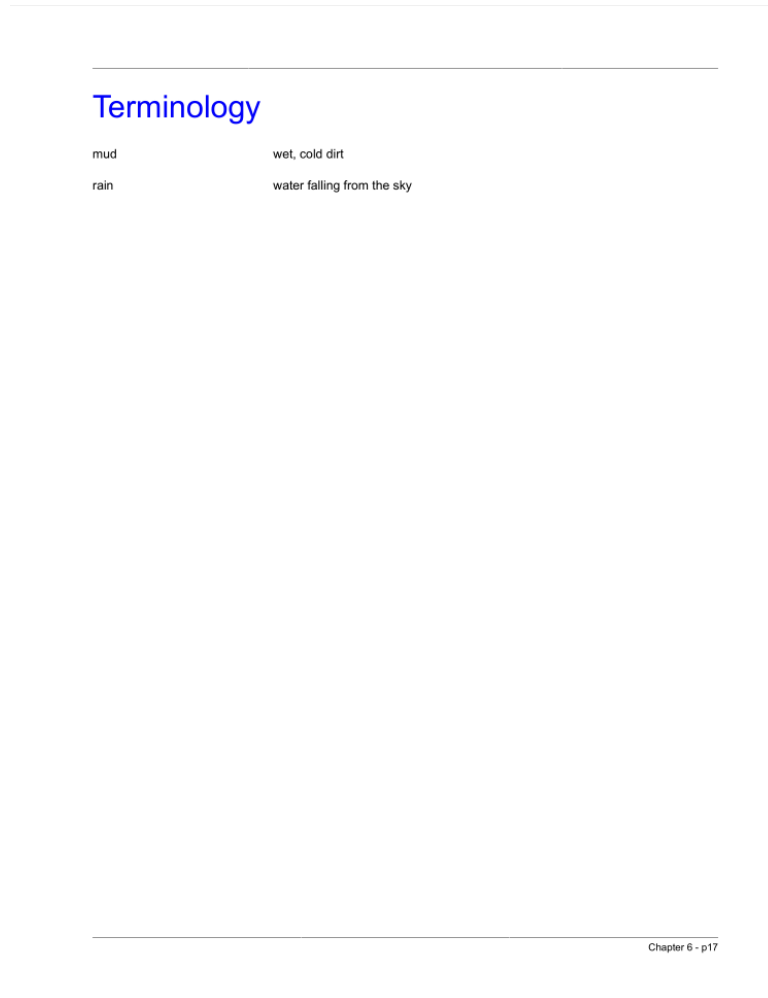 Terminology
mud wet, cold dirt
rain water falling from the sky
Chapter 6 - p17